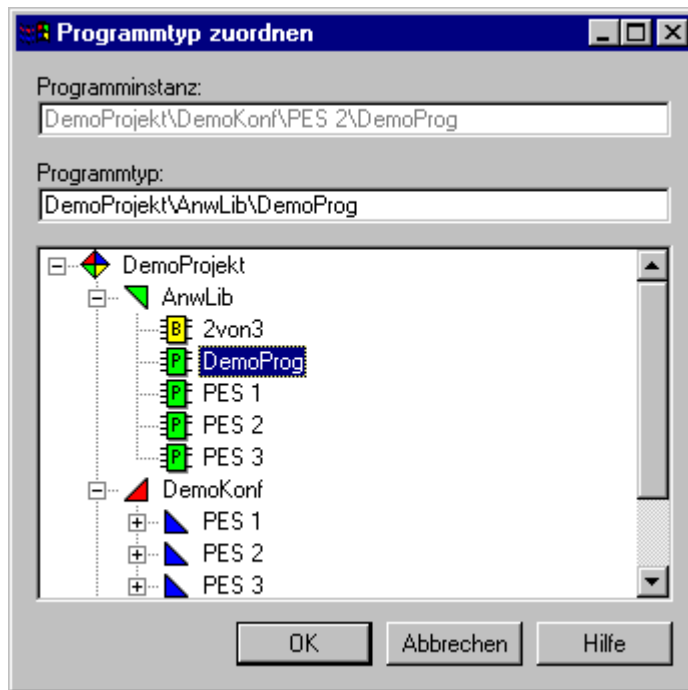 Programmtyp zuordnen
Programminstanz:
DemoProjekt\DemoKonf\PES 2\DemoProg
Programmtyp:
DemoProjekt\AnwLib\DemoProg
DemoProjekt
AnwLib
B 2von3
P DemoProg
P PES 1
P PES 2
P PES 3
DemoKonf
PES 1
PES 2
PES 3
OK Abbrechen Hilfe